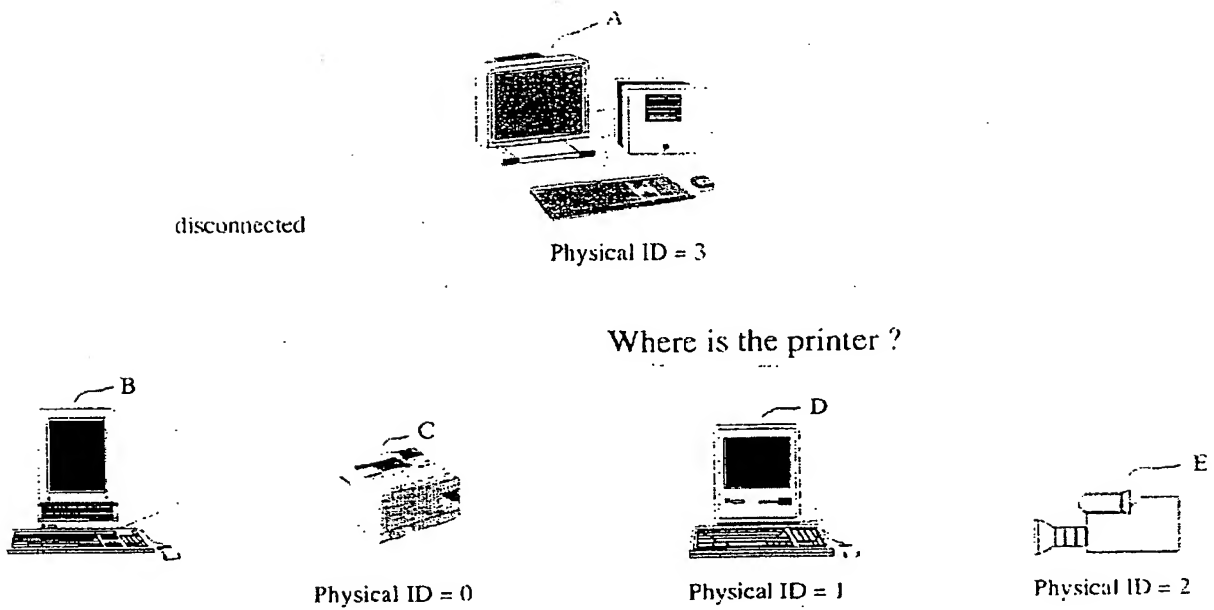 A
disconnected
Physical ID = 3
Where is the printer ?
B
C
D
E
Physical ID = 0
Physical ID = 1
Physical ID = 2